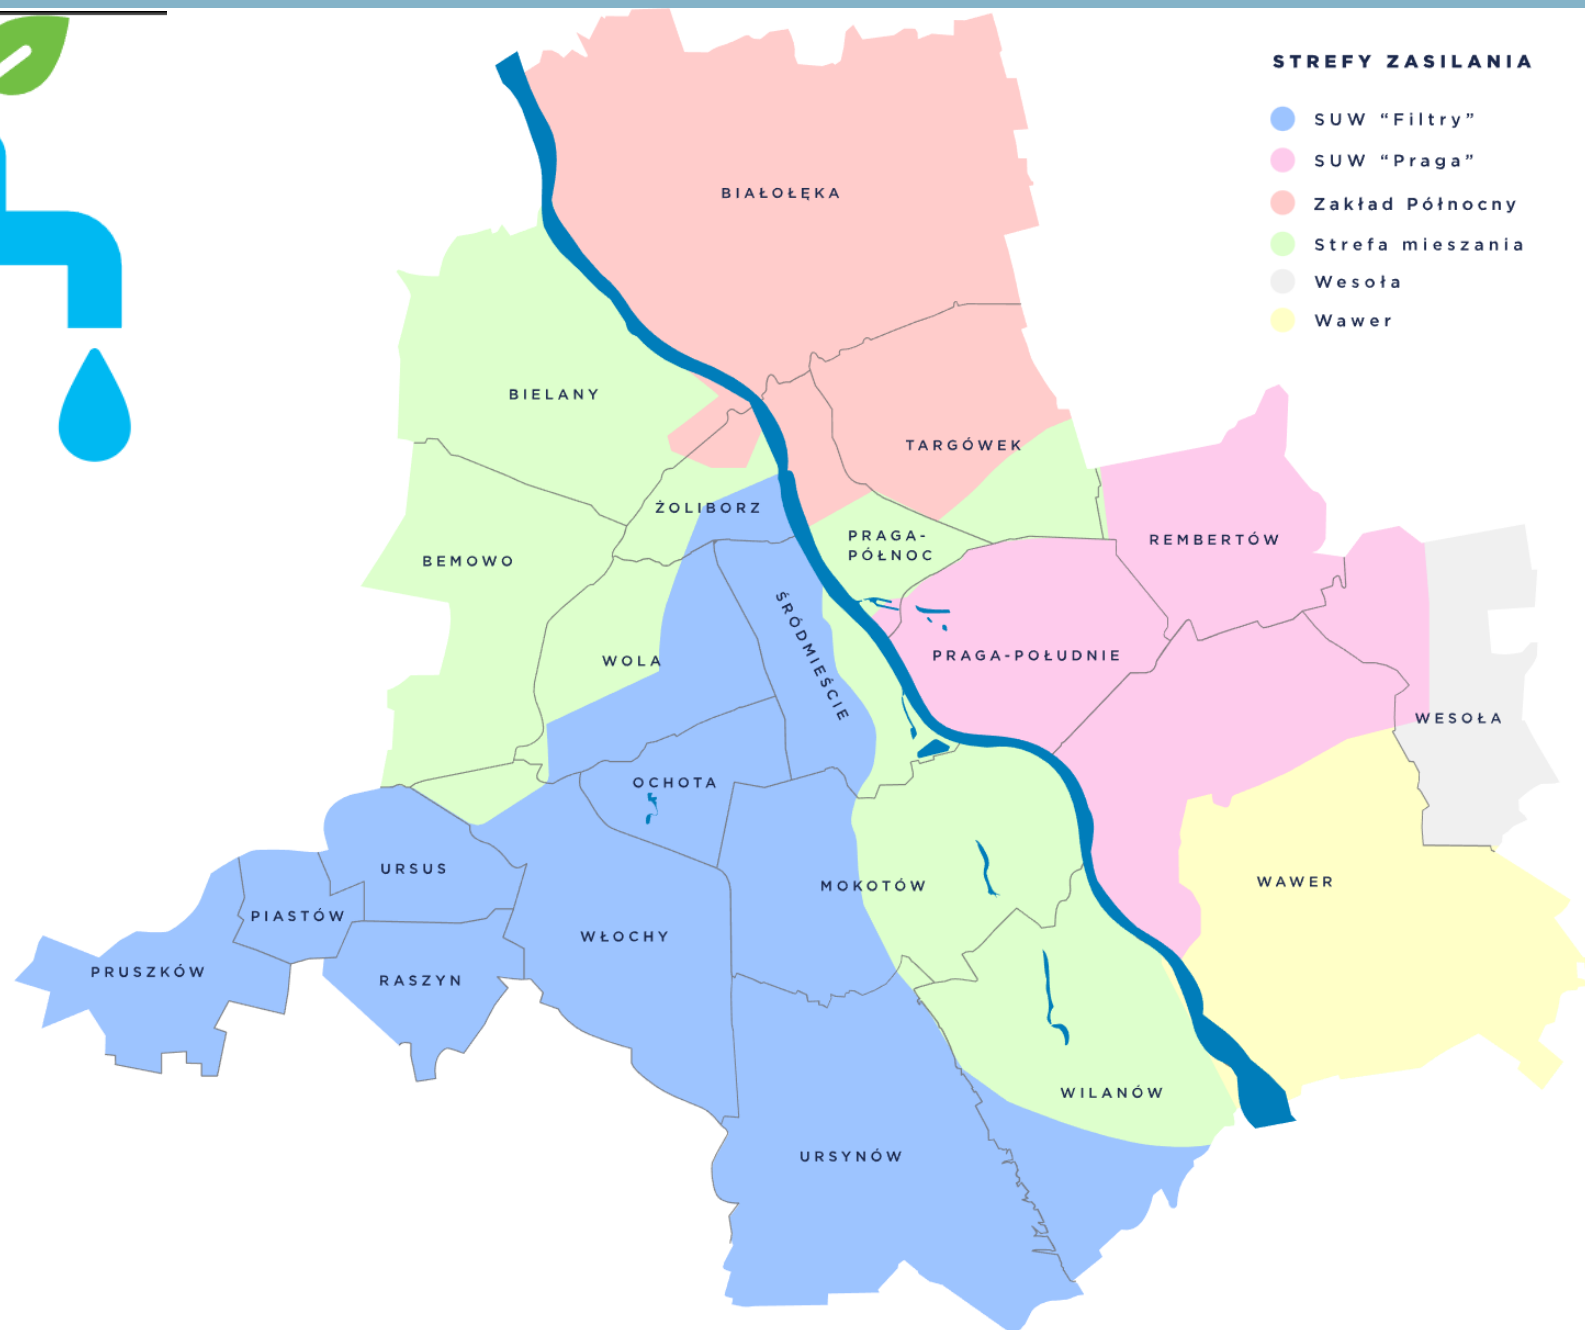 STREFY ZASILANIA
SUW “Filtry”
SUW “Praga”
Zakład Północny
Strefa mieszania
Wesoła
Wawer
BIAŁOŁĘKA
BIELANY
TARGÓWEK
ŻOLIBORZ
PRAGA-
PÓŁNOC
REMBERTÓW
BEMOWO
ŚRÓDMIEŚCIE
WOLA
PRAGA-POŁUDNIE
WESOŁA
OCHOTA
URSUS
MOKOTÓW
WAWER
PIASTÓW
WŁOCHY
PRUSZKÓW
RASZYN
WILANÓW
URSYNÓW